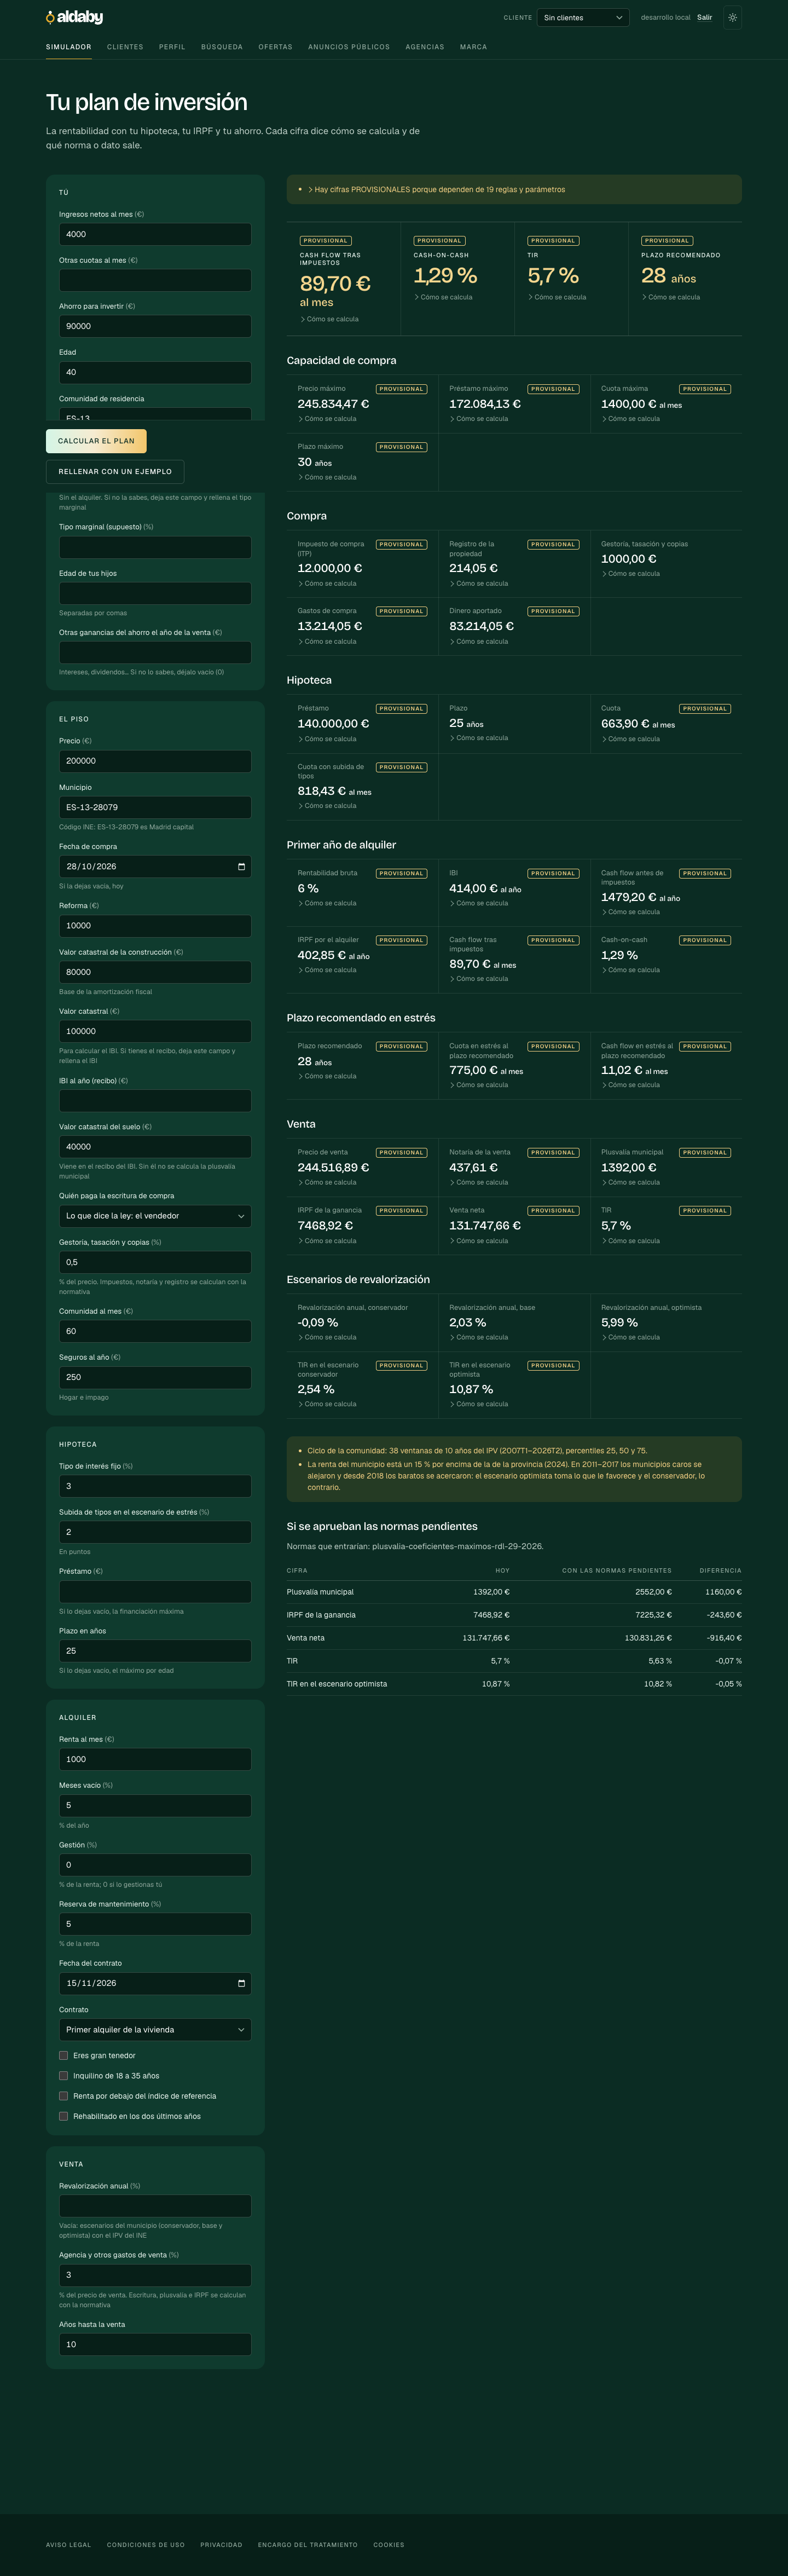 aldaby
CLIENTE
Sin clientes
desarrollo local
Salir
SIMULADOR
CLIENTES
PERFIL
BÚSQUEDA
OFERTAS
ANUNCIOS PÚBLICOS
AGENCIAS
MARCA
Tu plan de inversión
La rentabilidad con tu hipoteca, tu IRPF y tu ahorro. Cada cifra dice cómo se calcula y de
qué norma o dato sale.
TÚ
Ingresos netos al mes (€)
4000
Otras cuotas al mes (€)
Ahorro para invertir (€)
90000
Edad
40
Comunidad de residencia
ES-13
CALCULAR EL PLAN
RELLENAR CON UN EJEMPLO
Sin el alquiler. Si no la sabes, deja este campo y rellena el tipo
marginal
Tipo marginal (supuesto) (%)
Edad de tus hijos
Separadas por comas
Otras ganancias del ahorro el año de la venta (€)
Intereses, dividendos... Si no lo sabes, déjalo vacío (0)
EL PISO
Precio (€)
200000
Municipio
ES-13-28079
Código INE: ES-13-28079 es Madrid capital
Fecha de compra
28/10/2026
Si la dejas vacía, hoy
Reforma (€)
10000
Valor catastral de la construcción (€)
80000
Base de la amortización fiscal
Valor catastral (€)
100000
Para calcular el IBI. Si tienes el recibo, deja este campo y
rellena el IBI
IBI al año (recibo) (€)
Valor catastral del suelo (€)
40000
Viene en el recibo del IBI. Sin él no se calcula la plusvalía
municipal
Quién paga la escritura de compra
Lo que dice la ley: el vendedor
Gestoría, tasación y copias (%)
0,5
% del precio. Impuestos, notaría y registro se calculan con la
normativa
Comunidad al mes (€)
60
Seguros al año (€)
250
Hogar e impago
HIPOTECA
Tipo de interés fijo (%)
3
Subida de tipos en el escenario de estrés (%)
2
En puntos
Préstamo (€)
Si lo dejas vacío, la financiación máxima
Plazo en años
25
Si lo dejas vacío, el máximo por edad
ALQUILER
Renta al mes (€)
1000
Meses vacío (%)
5
% del año
Gestión (%)
0
% de la renta; 0 si lo gestionas tú
Reserva de mantenimiento (%)
5
% de la renta
Fecha del contrato
15/11/2026
Contrato
Primer alquiler de la vivienda
Eres gran tenedor
Inquilino de 18 a 35 años
Renta por debajo del índice de referencia
Rehabilitado en los dos últimos años
VENTA
Revalorización anual (%)
Vacía: escenarios del municipio (conservador, base y
optimista) con el IPV del INE
Agencia y otros gastos de venta (%)
3
% del precio de venta. Escritura, plusvalía e IRPF se calculan
con la normativa
Años hasta la venta
10
Hay cifras PROVISIONALES porque dependen de 19 reglas y parámetros
PROVISIONAL
CASH FLOW TRAS
IMPUESTOS
89,70 €
al mes
Cómo se calcula
PROVISIONAL
CASH-ON-CASH
1,29 %
Cómo se calcula
PROVISIONAL
TIR
5,7 %
Cómo se calcula
PROVISIONAL
PLAZO RECOMENDADO
28 años
Cómo se calcula
Capacidad de compra
Precio máximo PROVISIONAL
245.834,47 €
Cómo se calcula
Préstamo máximo PROVISIONAL
172.084,13 €
Cómo se calcula
Cuota máxima PROVISIONAL
1400,00 € al mes
Cómo se calcula
Plazo máximo PROVISIONAL
30 años
Cómo se calcula
Compra
Impuesto de compra PROVISIONAL
(ITP)
12.000,00 €
Cómo se calcula
Registro de la PROVISIONAL
propiedad
214,05 €
Cómo se calcula
Gestoría, tasación y copias
1000,00 €
Cómo se calcula
Gastos de compra PROVISIONAL
13.214,05 €
Cómo se calcula
Dinero aportado PROVISIONAL
83.214,05 €
Cómo se calcula
Hipoteca
Préstamo PROVISIONAL
140.000,00 €
Cómo se calcula
Plazo
25 años
Cómo se calcula
Cuota PROVISIONAL
663,90 € al mes
Cómo se calcula
Cuota con subida de PROVISIONAL
tipos
818,43 € al mes
Cómo se calcula
Primer año de alquiler
Rentabilidad bruta PROVISIONAL
6 %
Cómo se calcula
IBI PROVISIONAL
414,00 € al año
Cómo se calcula
Cash flow antes de PROVISIONAL
impuestos
1479,20 € al año
Cómo se calcula
IRPF por el alquiler PROVISIONAL
402,85 € al año
Cómo se calcula
Cash flow tras PROVISIONAL
impuestos
89,70 € al mes
Cómo se calcula
Cash-on-cash PROVISIONAL
1,29 %
Cómo se calcula
Plazo recomendado en estrés
Plazo recomendado PROVISIONAL
28 años
Cómo se calcula
Cuota en estrés al PROVISIONAL
plazo recomendado
775,00 € al mes
Cómo se calcula
Cash flow en estrés al PROVISIONAL
plazo recomendado
11,02 € al mes
Cómo se calcula
Venta
Precio de venta PROVISIONAL
244.516,89 €
Cómo se calcula
Notaría de la venta PROVISIONAL
437,61 €
Cómo se calcula
Plusvalía municipal PROVISIONAL
1392,00 €
Cómo se calcula
IRPF de la ganancia PROVISIONAL
7468,92 €
Cómo se calcula
Venta neta PROVISIONAL
131.747,66 €
Cómo se calcula
TIR PROVISIONAL
5,7 %
Cómo se calcula
Escenarios de revalorización
Revalorización anual, conservador
-0,09 %
Cómo se calcula
Revalorización anual, base
2,03 %
Cómo se calcula
Revalorización anual, optimista
5,99 %
Cómo se calcula
TIR en el escenario PROVISIONAL
conservador
2,54 %
Cómo se calcula
TIR en el escenario PROVISIONAL
optimista
10,87 %
Cómo se calcula
Ciclo de la comunidad: 38 ventanas de 10 años del IPV (2007T1–2026T2), percentiles 25, 50 y 75.
La renta del municipio está un 15 % por encima de la de la provincia (2024). En 2011–2017 los municipios caros se
alejaron y desde 2018 los baratos se acercaron: el escenario optimista toma lo que le favorece y el conservador, lo
contrario.
Si se aprueban las normas pendientes
Normas que entrarían: plusvalia-coeficientes-maximos-rdl-29-2026.
CIFRA HOY CON LAS NORMAS PENDIENTES DIFERENCIA
Plusvalía municipal 1392,00 € 2552,00 € 1160,00 €
IRPF de la ganancia 7468,92 € 7225,32 € -243,60 €
Venta neta 131.747,66 € 130.831,26 € -916,40 €
TIR 5,7 % 5,63 % -0,07 %
TIR en el escenario optimista 10,87 % 10,82 % -0,05 %
AVISO LEGAL
CONDICIONES DE USO
PRIVACIDAD
ENCARGO DEL TRATAMIENTO
COOKIES